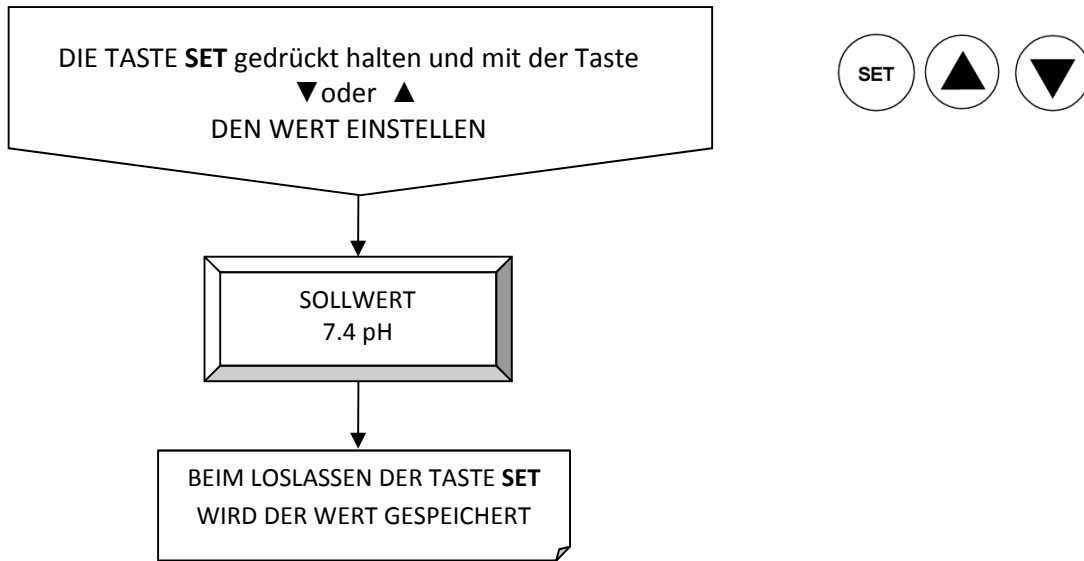 DIE TASTE SET gedrückt halten und mit der Taste
▼oder ▲
DEN WERT EINSTELLEN
SET
SOLLWERT
7.4 pH
BEIM LOSLASSEN DER TASTE SET
WIRD DER WERT GESPEICHERT